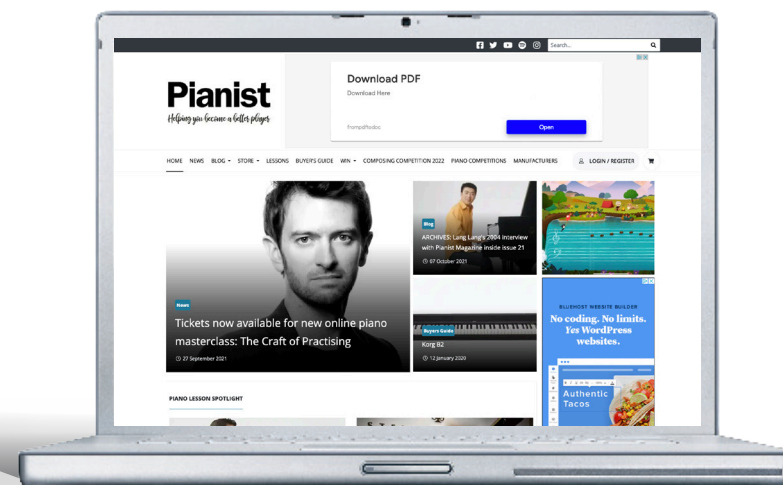 Search...
Pianist
Helping you become a better player
Download PDF
Download Here
frompdftodoc
Open
HOME NEWS BLOG STORE LESSONS BUYER'S GUIDE WIN COMPOSING COMPETITION 2022 PIANO COMPETITIONS MANUFACTURERS LOGIN / REGISTER
News
Tickets now available for new online piano
masterclass: The Craft of Practising
27 September 2021
Blog
ARCHIVES: Lang Lang's 2004 interview
with Pianist Magazine inside issue 21
07 October 2021
Buyers Guide
Korg B2
12 January 2020
BLUEHOST WEBSITE BUILDER
No coding. No limits.
Yes WordPress
websites.
Authentic
Tacos
PIANO LESSON SPOTLIGHT